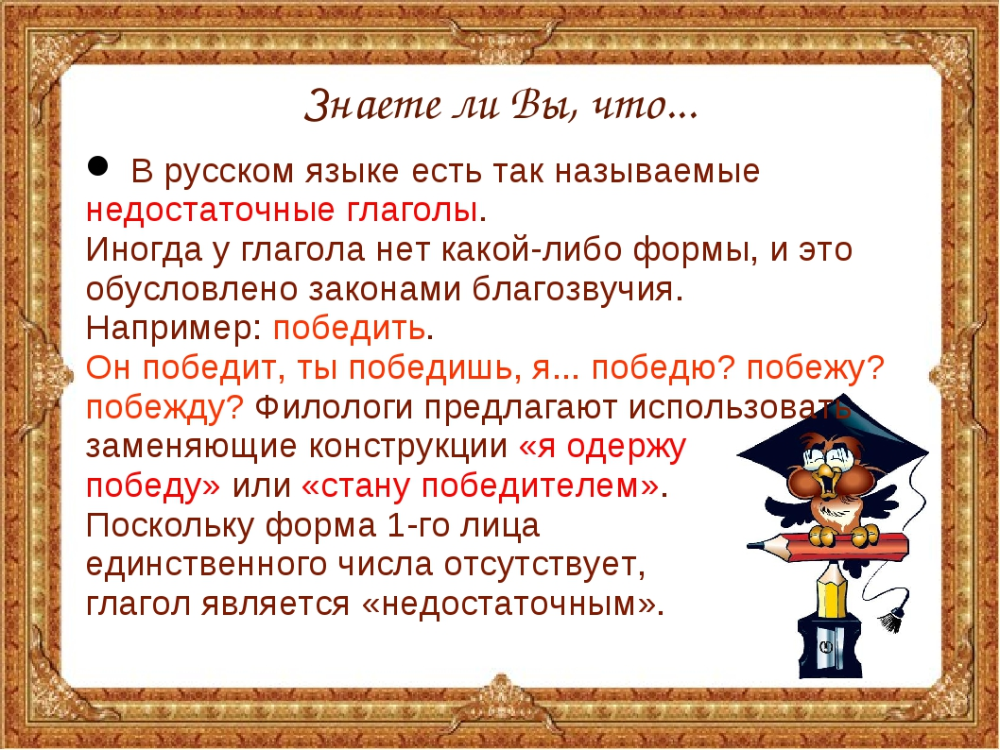 Знаете ли Вы, что...
● В русском языке есть так называемые
недостаточные глаголы.
Иногда у глагола нет какой-либо формы, и это
обусловлено законами благозвучия.
Например: победить.
Он победит, ты победишь, я... победю? побежу?
побежду? Филологи предлагают использовать
заменяющие конструкции «я одержу
победу» или «стану победителем».
Поскольку форма 1-го лица
единственного числа отсутствует,
глагол является «недостаточным».